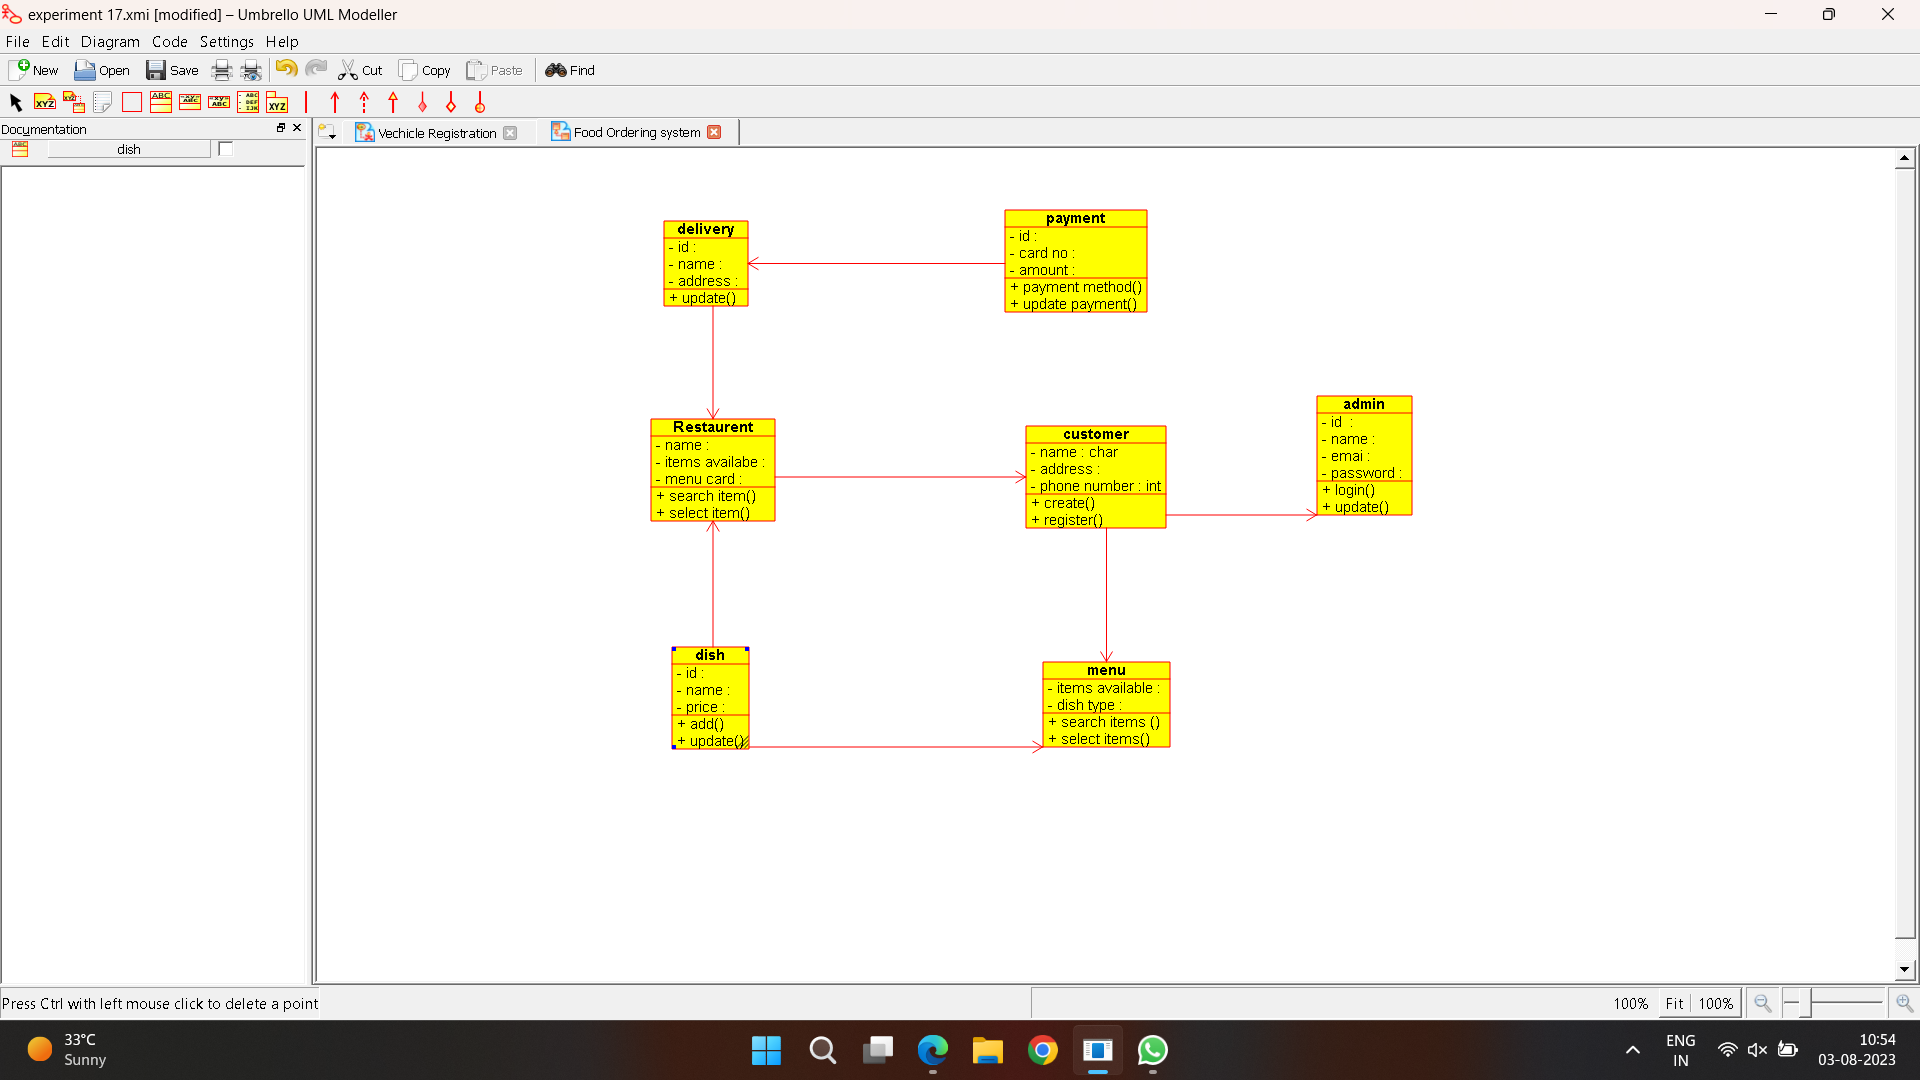 experiment 17.xmi [modified] – Umbrello UML Modeller
File Edit Diagram Code Settings Help
New Open Save Cut Copy Paste Find
Documentation
dish
Vechicle Registration
Food Ordering system
delivery
- id :
- name :
- address :
+ update()
payment
- id :
- card no :
- amount :
+ payment method()
+ update payment()
Restaurent
- name :
- items availabe :
- menu card :
+ search item()
+ select item()
customer
- name : char
- address :
- phone number : int
+ create()
+ register()
admin
- id :
- name :
- emai :
- password :
+ login()
+ update()
dish
- id :
- name :
- price :
+ add()
+ update()
menu
- items available :
- dish type :
+ search items ()
+ select items()
Press Ctrl with left mouse click to delete a point
100% Fit 100%
33°C
Sunny
ENG
IN
10:54
03-08-2023